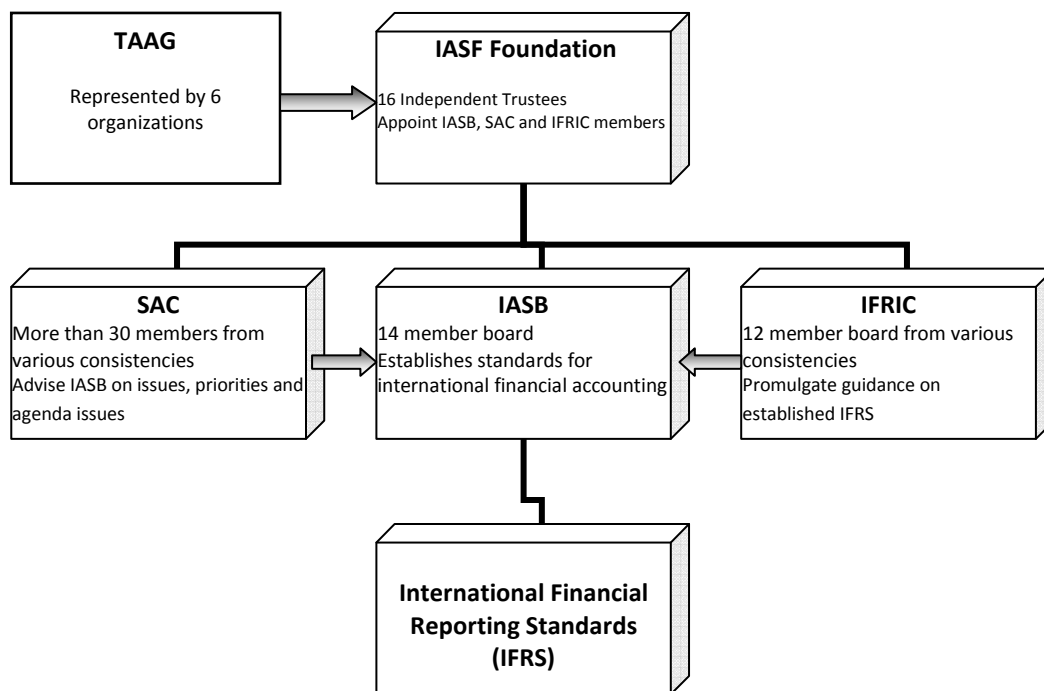 TAAG
Represented by 6
organizations
IASF Foundation
16 Independent Trustees
Appoint IASB, SAC and IFRIC members
SAC
More than 30 members from
various consistencies
Advise IASB on issues, priorities and
agenda issues
IASB
14 member board
Establishes standards for
international financial accounting
IFRIC
12 member board from various
consistencies
Promulgate guidance on
established IFRS
International Financial
Reporting Standards
(IFRS)